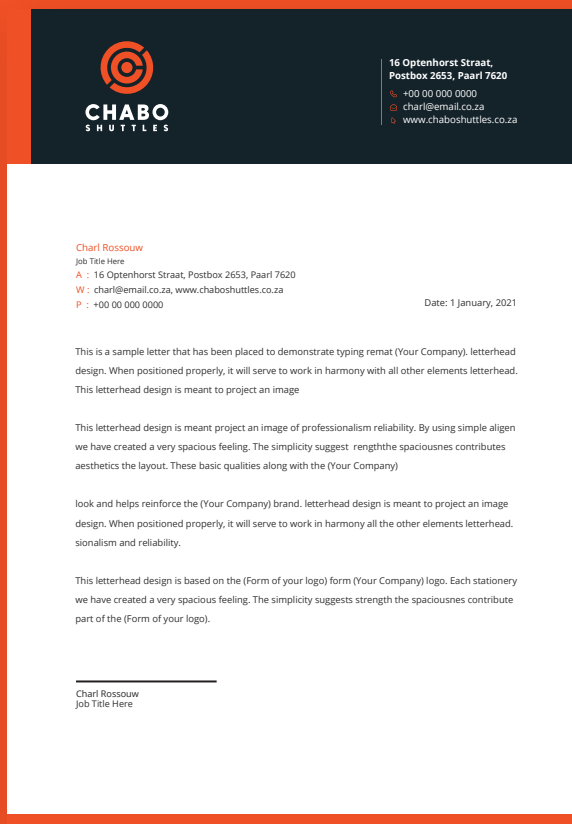 CHABO
SHUTTLES
16 Optenhorst Straat,
Postbox 2653, Paarl 7620
+00 00 000 0000
charl@email.co.za
www.chaboshuttles.co.za
Charl Rossouw
Job Title Here
A : 16 Optenhorst Straat, Postbox 2653, Paarl 7620
W : charl@email.co.za, www.chaboshuttles.co.za
P : +00 00 000 0000
Date: 1 January, 2021
This is a sample letter that has been placed to demonstrate typing remat (Your Company). letterhead
design. When positioned properly, it will serve to work in harmony with all other elements letterhead.
This letterhead design is meant to project an image
This letterhead design is meant project an image of professionalism reliability. By using simple aligen
we have created a very spacious feeling. The simplicity suggest rengththe spaciousnes contributes
aesthetics the layout. These basic qualities along with the (Your Company)
look and helps reinforce the (Your Company) brand. letterhead design is meant to project an image
design. When positioned properly, it will serve to work in harmony all the other elements letterhead.
sionalism and reliability.
This letterhead design is based on the (Form of your logo) form (Your Company) logo. Each stationery
we have created a very spacious feeling. The simplicity suggests strength the spaciousnes contribute
part of the (Form of your logo).
Charl Rossouw
Job Title Here